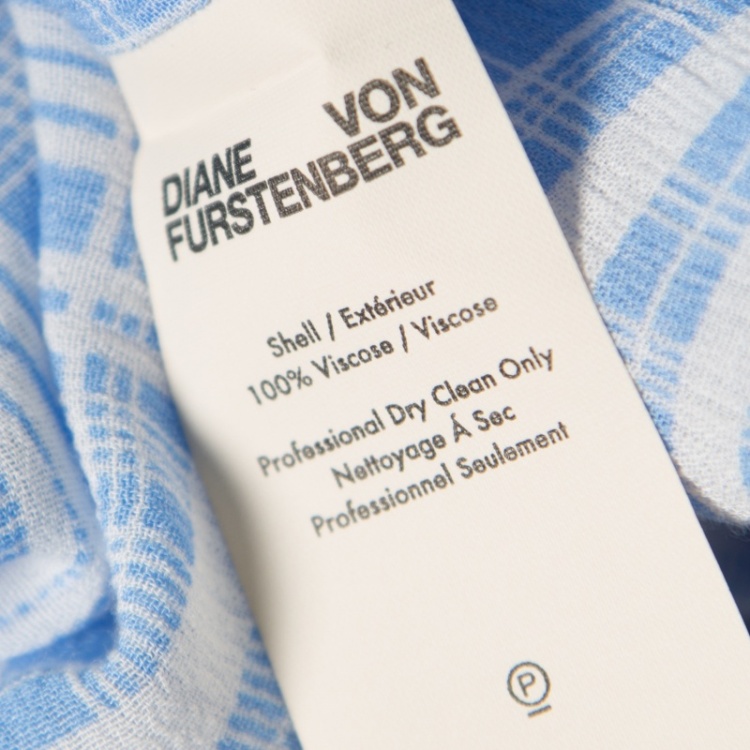 DIANE VON
FURSTENBERG
Shell / Extérieur
100% Viscose / Viscose
Professional Dry Clean Only
Nettoyage Á Sec
Professionnel Seulement
P